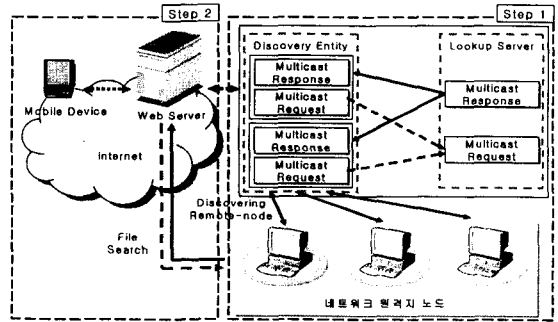 Step 2
Step 1
Mobile Device
Web Server
Internet
File
Search
Discovery Entity
Multicast
Response
Multicast
Request
Multicast
Response
Multicast
Request
Lookup Server
Multicast
Response
Multicast
Request
Discovering
Remote-node
네트워크 원격지 노드